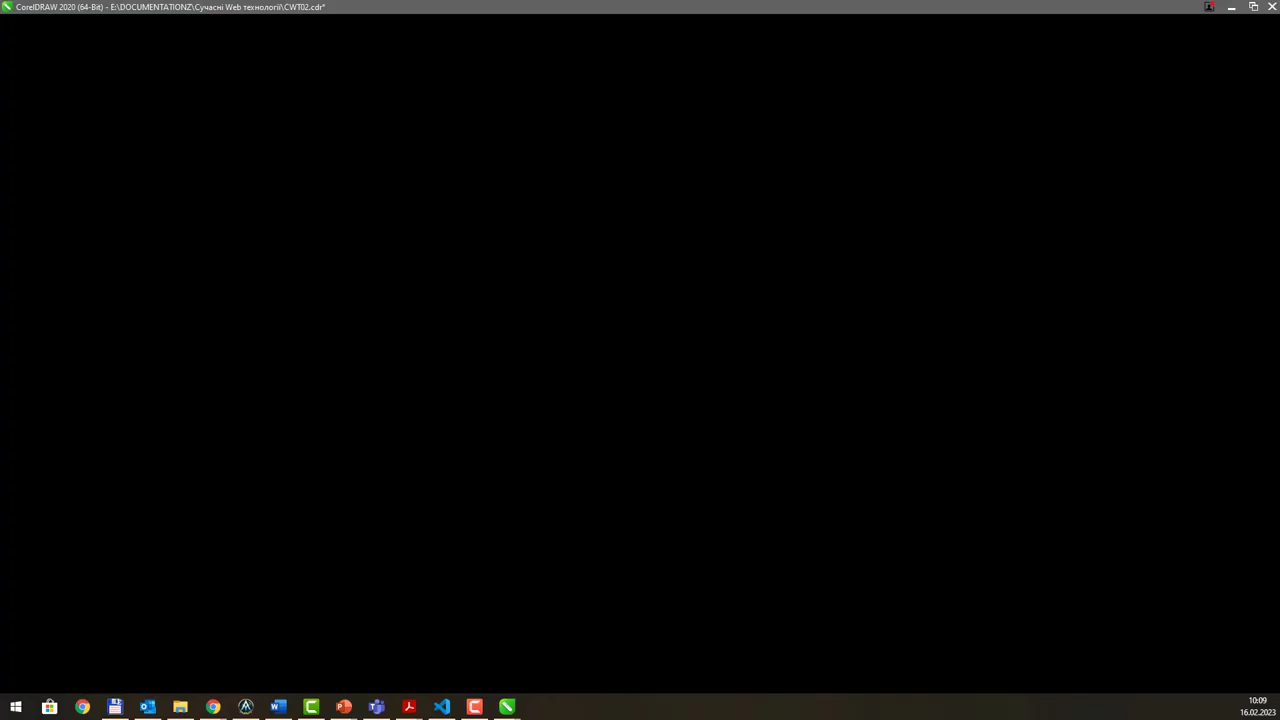 CorelDRAW 2020 (64-Bit) - E:\DOCUMENTATIONZ\Сучасні Web технології\CWT02.cdr*
10:09
16.02.2023